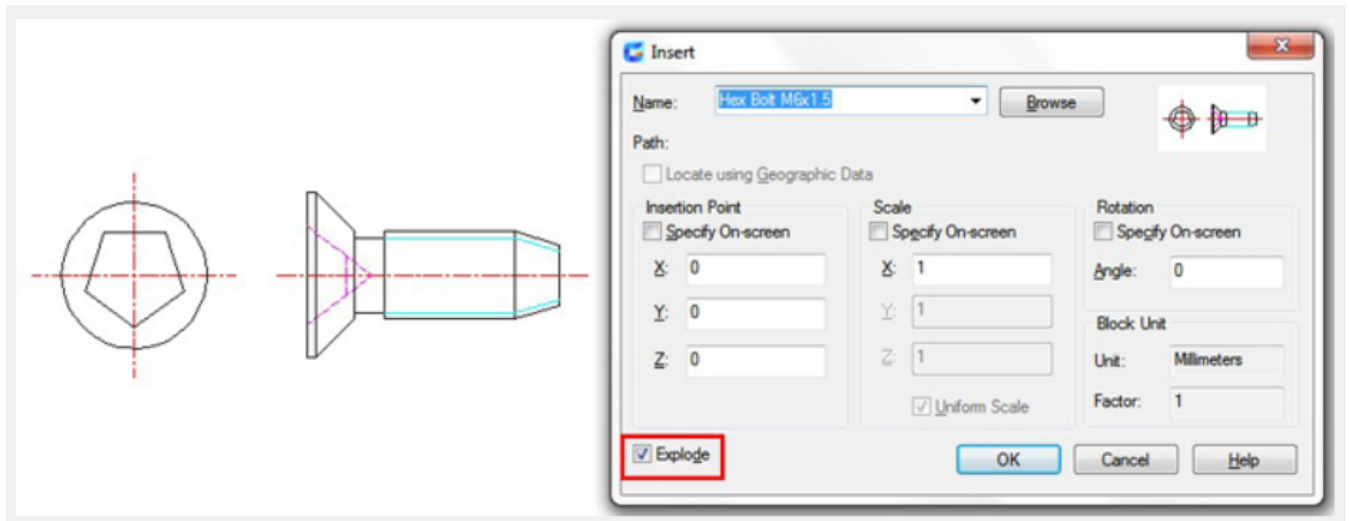 Insert
Name: Hex Bolt M6x1.5 Browse
Path:
Locate using Geographic Data
Insertion Point Scale Rotation
Specify On-screen Specify On-screen Specify On-screen
X: 0 X: 1 Angle: 0
Y: 0 Y: 1 Block Unit
Z: 0 Z: 1 Unit: Millimeters
Uniform Scale Factor: 1
Explode OK Cancel Help